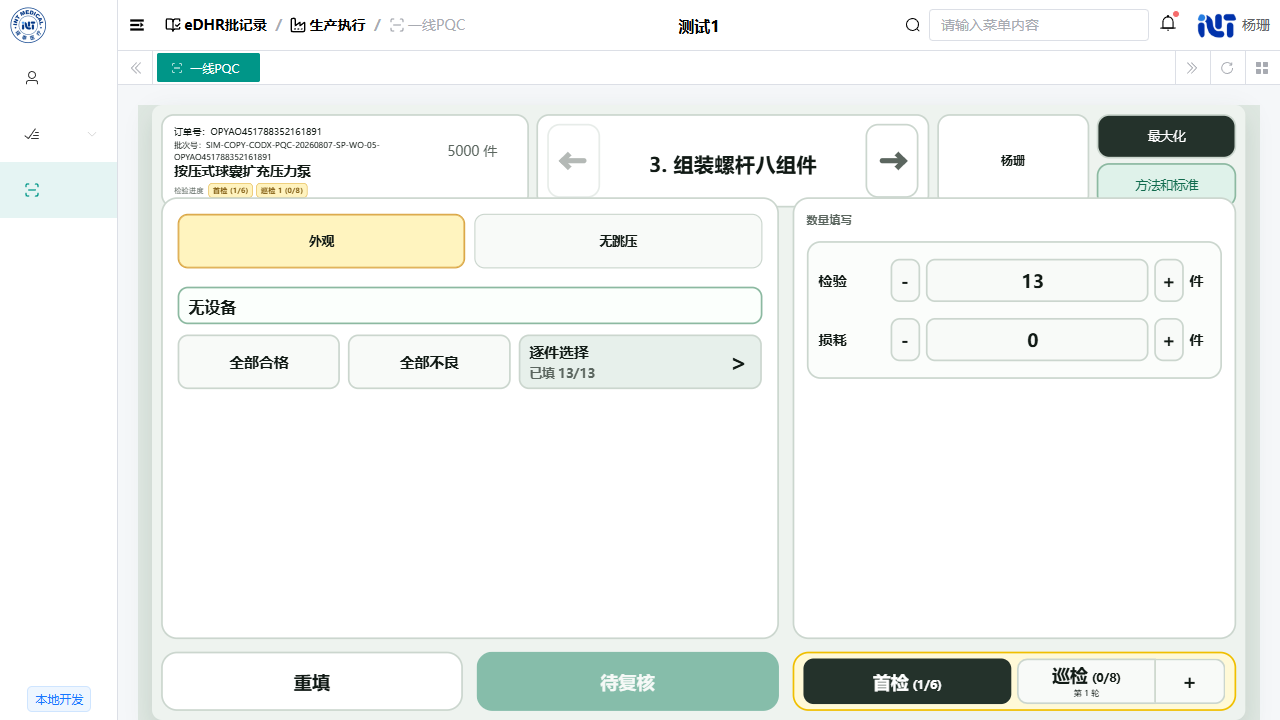 eDHR批记录 / 生产执行 / 一线PQC
测试1
请输入菜单内容
杨珊
一线PQC
订单号：OPYAO451788352161891
批次号：SIM-COPY-CODX-PQC-20260807-SP-WO-05-
OPYAO451788352161891
按压式球囊扩充压力泵
检验进度 首检 (1/6) 巡检 1 (0/8)
5000 件
3. 组装螺杆八组件
杨珊
最大化
方法和标准
外观
无跳压
无设备
全部合格
全部不良
逐件选择
已填 13/13
>
数量填写
检验 - 13 + 件
损耗 - 0 + 件
重填
待复核
首检 (1/6)
巡检 (0/8)
第 1 轮
+
本地开发